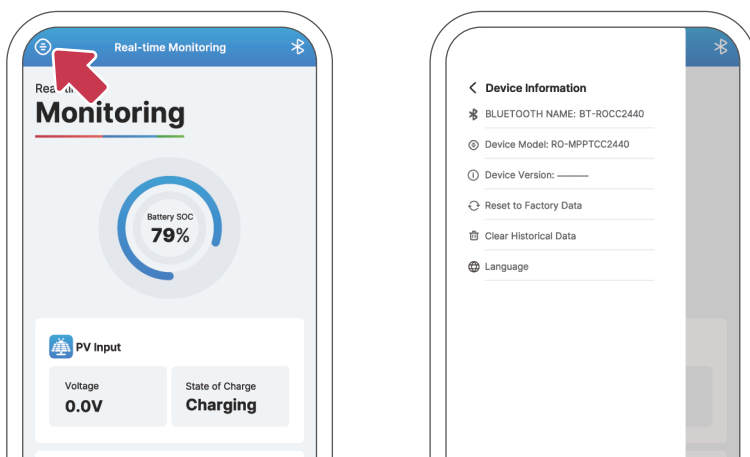 Real-time Monitoring
Monitoring
Battery SOC
79%
PV Input
Voltage
0.0V
State of Charge
Charging
Device Information
BLUETOOTH NAME: BT-ROCC2440
Device Model: RO-MPPTCC2440
Device Version:
Reset to Factory Data
Clear Historical Data
Language